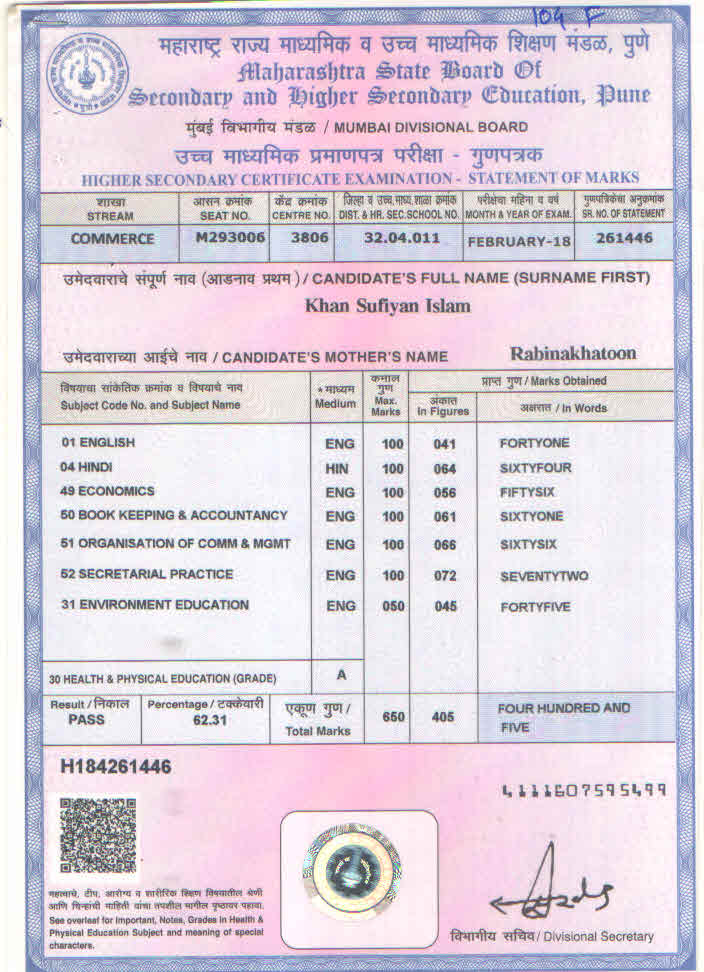 104 F
महाराष्ट्र राज्य माध्यमिक व उच्च माध्यमिक शिक्षण मंडळ, पुणे
Maharashtra State Board Of
Secondary and Higher Secondary Education, Pune
मुंबई विभागीय मंडळ / MUMBAI DIVISIONAL BOARD
उच्च माध्यमिक प्रमाणपत्र परीक्षा - गुणपत्रक
HIGHER SECONDARY CERTIFICATE EXAMINATION - STATEMENT OF MARKS
शाखा आसन क्रमांक केंद्र क्रमांक जिल्हा व उच्च.माध्य.शाळा क्रमांक परीक्षेचा महिना व वर्ष गुणपत्रिकेचा अनुक्रमांक
STREAM SEAT NO. CENTRE NO. DIST. & HR. SEC.SCHOOL NO. MONTH & YEAR OF EXAM. SR. NO. OF STATEMENT
COMMERCE M293006 3806 32.04.011 FEBRUARY-18 261446
उमेदवाराचे संपूर्ण नाव (आडनाव प्रथम) / CANDIDATE'S FULL NAME (SURNAME FIRST)
Khan Sufiyan Islam
उमेदवाराच्या आईचे नाव / CANDIDATE'S MOTHER'S NAME Rabinakhatoon
विषयाचा सांकेतिक क्रमांक व विषयाचे नाव
Subject Code No. and Subject Name
* माध्यम
Medium
कमाल
गुण
Max.
Marks
प्राप्त गुण / Marks Obtained
अंकात
In Figures
अक्षरात / In Words
01 ENGLISH ENG 100 041 FORTYONE
04 HINDI HIN 100 064 SIXTYFOUR
49 ECONOMICS ENG 100 056 FIFTYSIX
50 BOOK KEEPING & ACCOUNTANCY ENG 100 061 SIXTYONE
51 ORGANISATION OF COMM & MGMT ENG 100 066 SIXTYSIX
52 SECRETARIAL PRACTICE ENG 100 072 SEVENTYTWO
31 ENVIRONMENT EDUCATION ENG 050 045 FORTYFIVE
30 HEALTH & PHYSICAL EDUCATION (GRADE) A
Result / निकाल
PASS
Percentage / टक्केवारी
62.31
एकूण गुण /
Total Marks
650 405
FOUR HUNDRED AND
FIVE
H184261446
4111607595499
महत्वाचे, टीप, आरोग्य व शारीरिक शिक्षण विषयातील श्रेणी
आणि चिन्हांची माहिती यांचा तपशील मागील पृष्ठावर पहावा.
See overleaf for Important, Notes, Grades in Health &
Physical Education Subject and meaning of special
characters.
विभागीय सचिव / Divisional Secretary